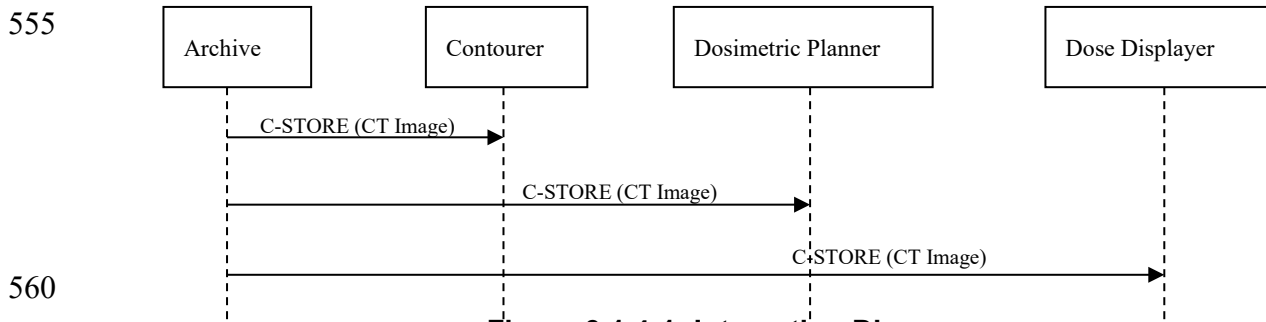 555
Archive Contourer Dosimetric Planner Dose Displayer
C-STORE (CT Image)
C-STORE (CT Image)
C-STORE (CT Image)
560